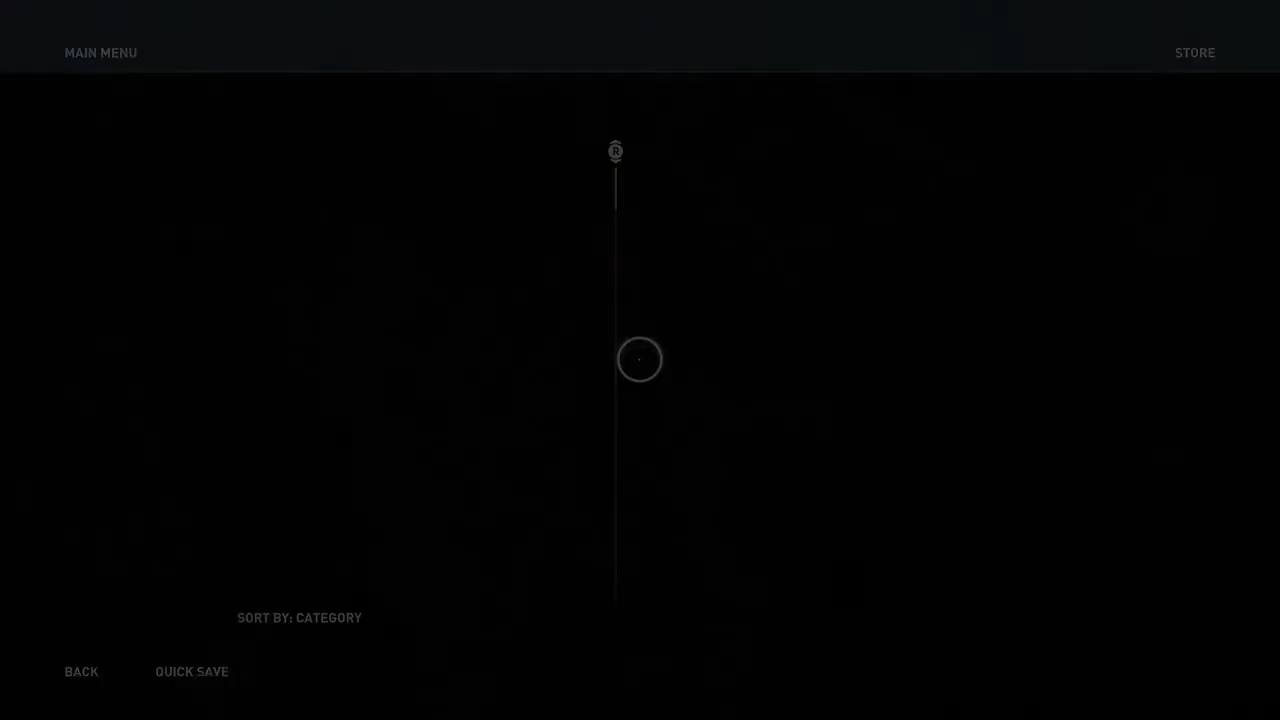 MAIN MENU
STORE
R
SORT BY: CATEGORY
BACK
QUICK SAVE